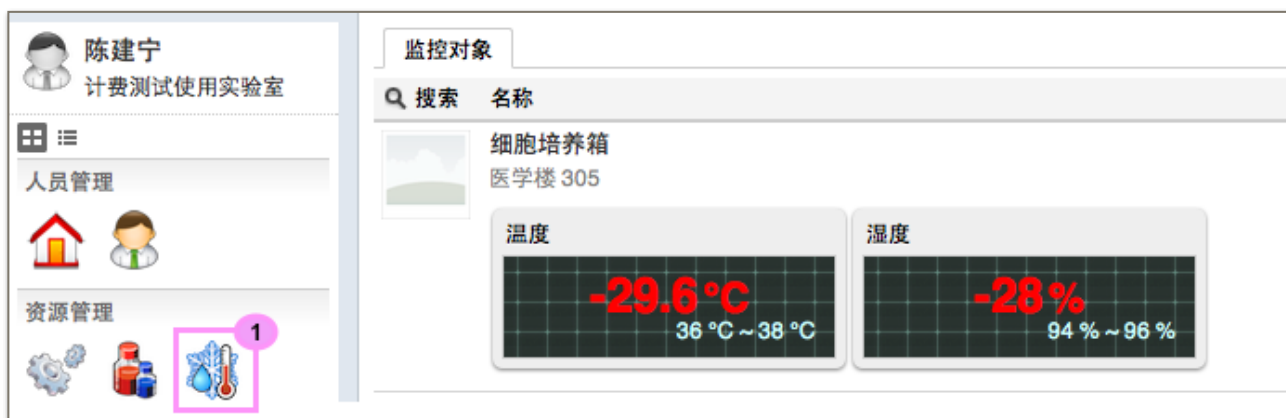 陈建宁
计费测试使用实验室
人员管理
资源管理
1
监控对象
搜索 名称
细胞培养箱
医学楼 305
温度
-29.6 °C
36 °C ~ 38 °C
湿度
-28 %
94 % ~ 96 %